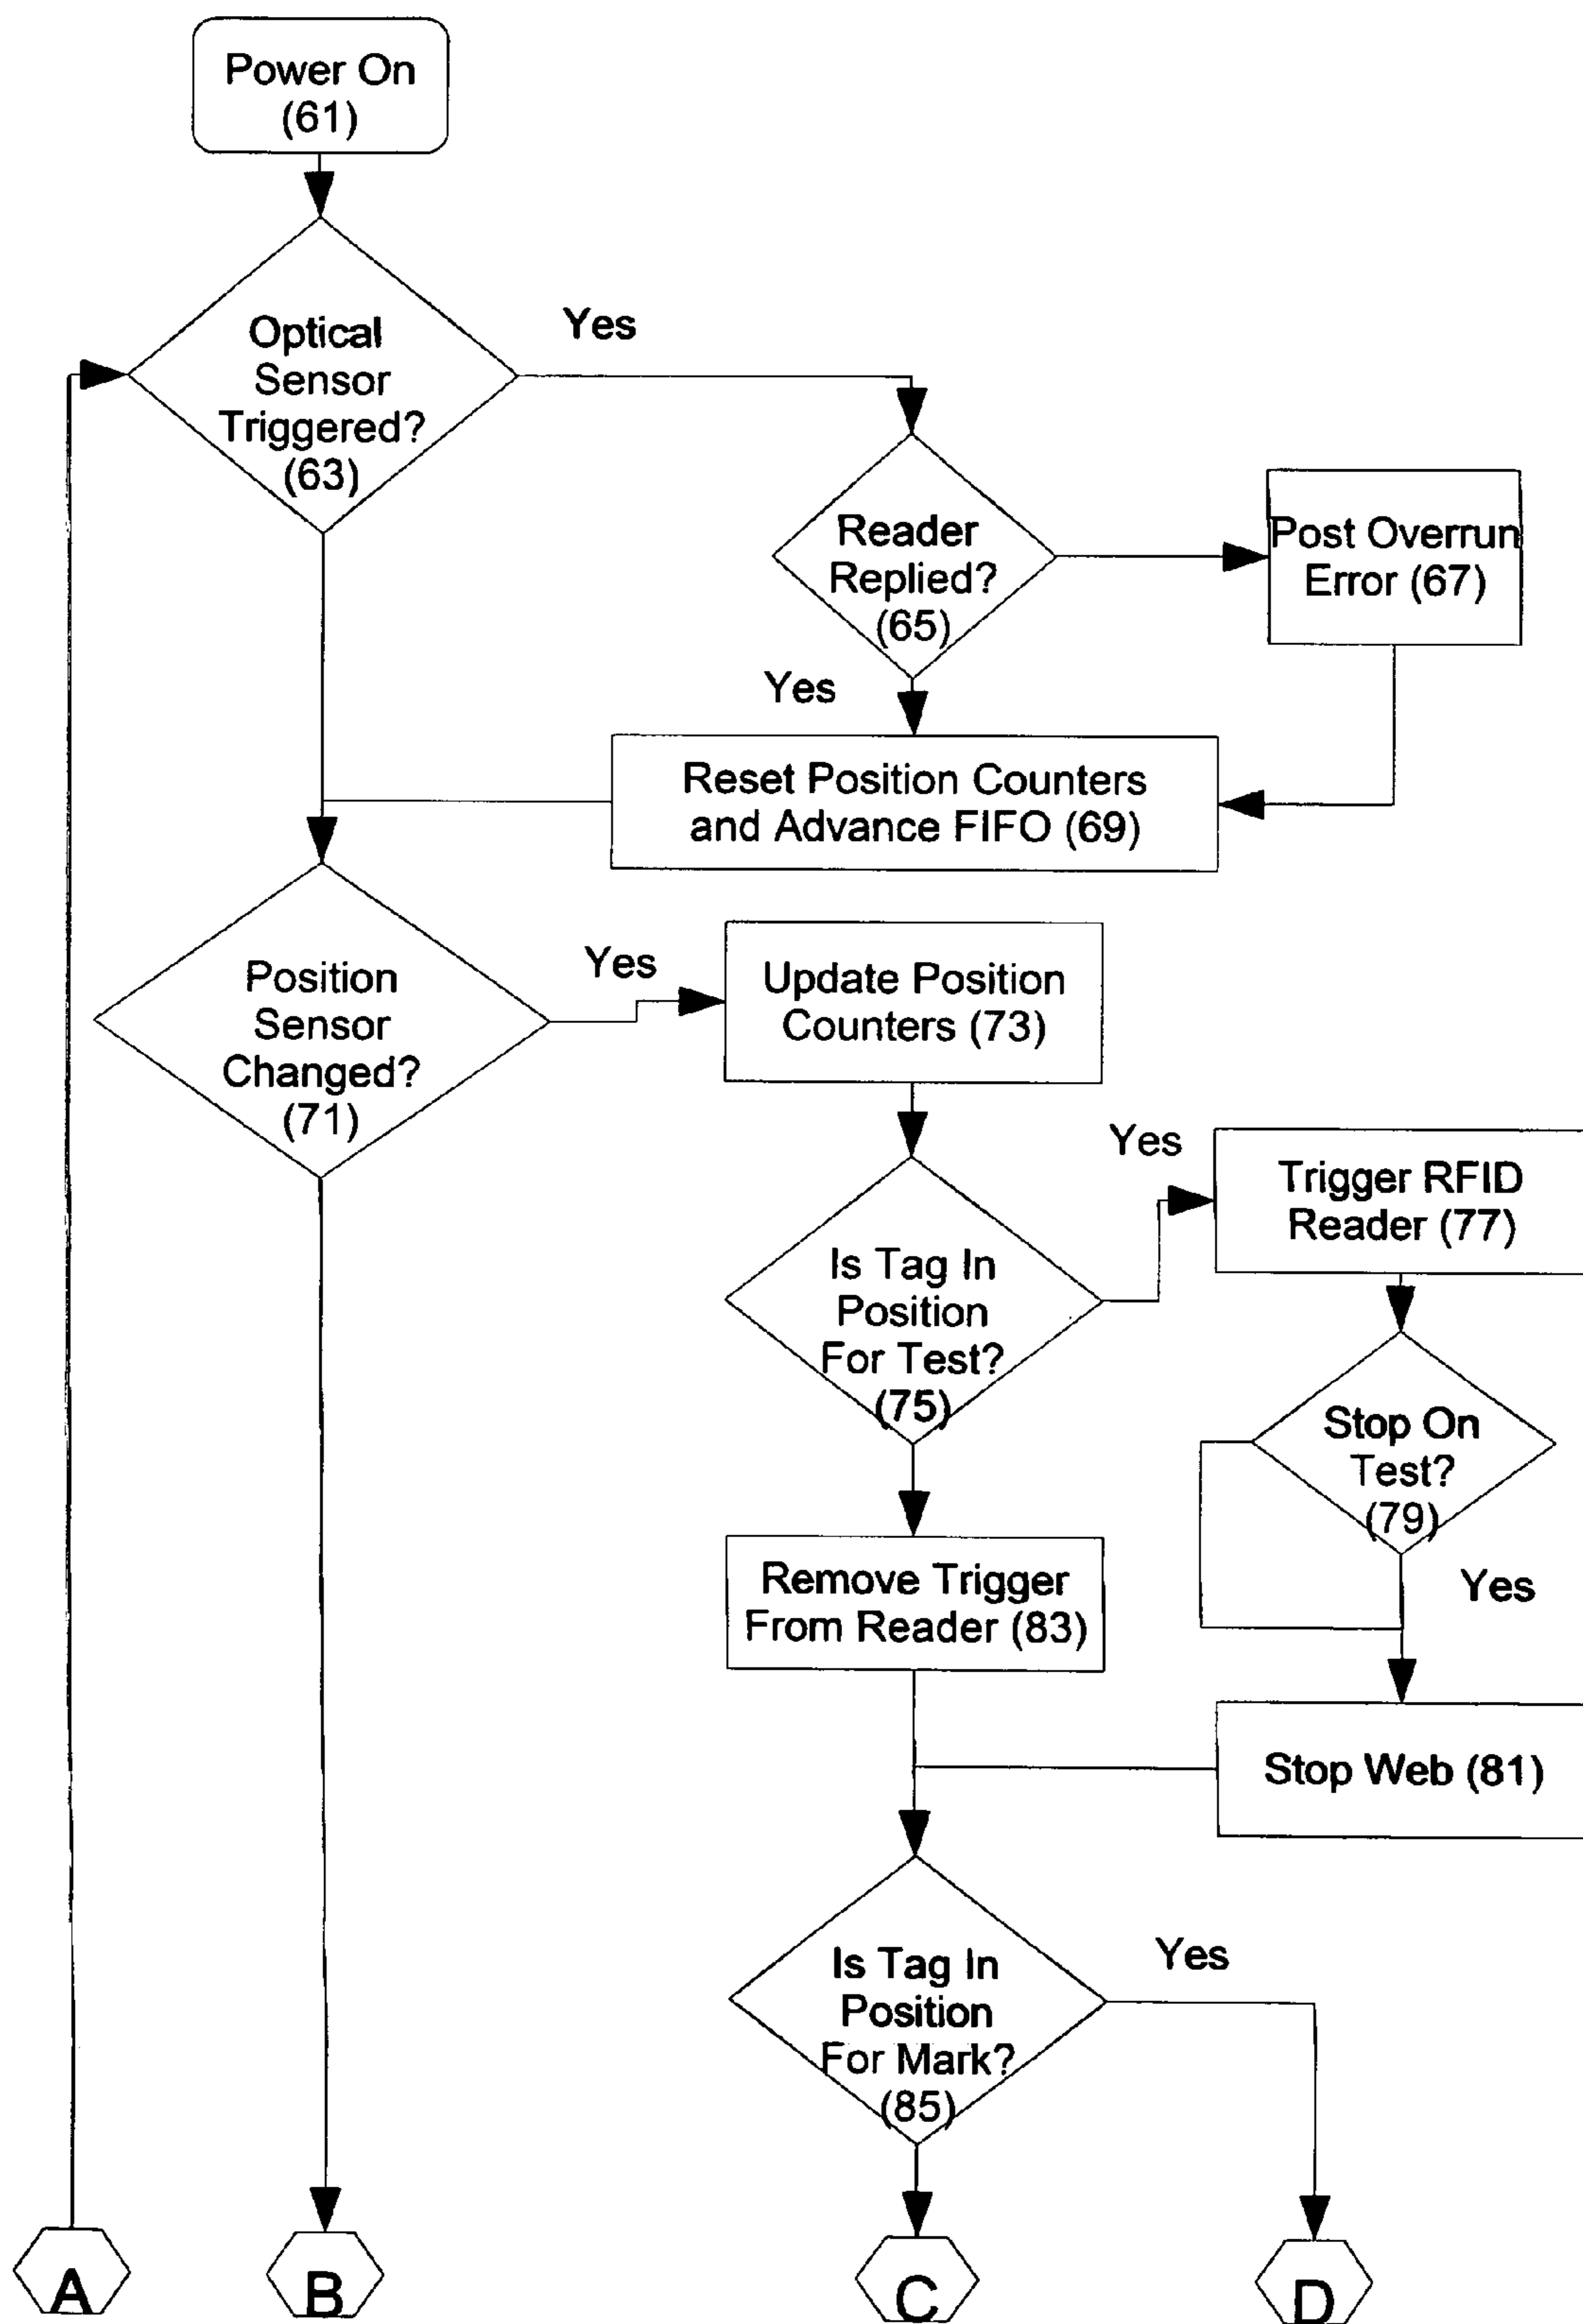 Power On
(61)
Optical
Sensor
Triggered?
(63)
Yes
Reader
Replied?
(65)
Post Overrun
Error (67)
Yes
Reset Position Counters
and Advance FIFO (69)
Position
Sensor
Changed?
(71)
Yes
Update Position
Counters (73)
Is Tag In
Position
For Test?
(75)
Yes
Trigger RFID
Reader (77)
Stop On
Test?
(79)
Yes
Remove Trigger
From Reader (83)
Stop Web (81)
Is Tag In
Position
For Mark?
(85)
Yes
A
B
C
D